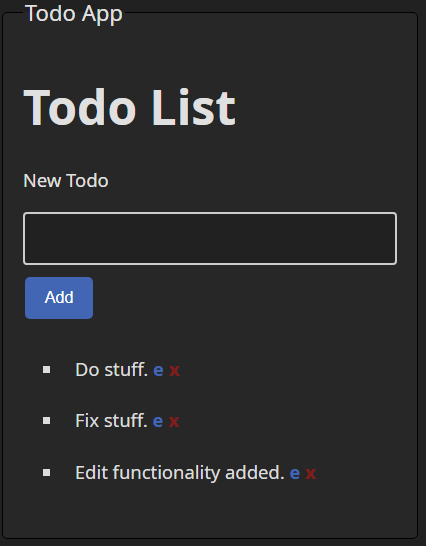 Todo App
Todo List
New Todo
Add
Do stuff. e x
Fix stuff. e x
Edit functionality added. e x